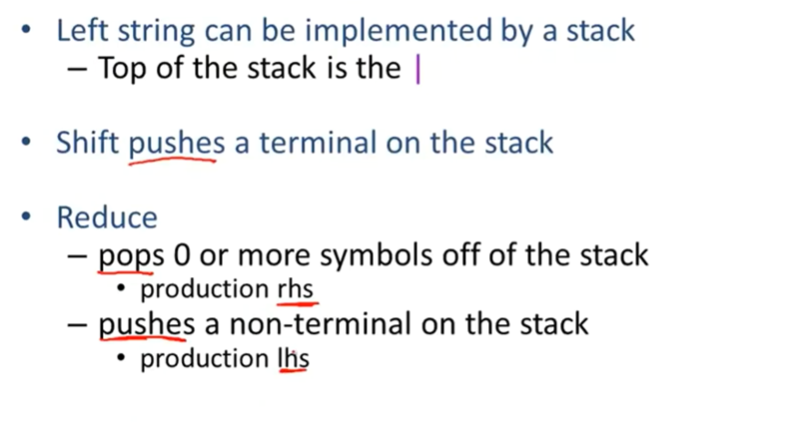 • Left string can be implemented by a stack
– Top of the stack is the |
• Shift pushes a terminal on the stack
• Reduce
– pops 0 or more symbols off of the stack
• production rhs
– pushes a non-terminal on the stack
• production lhs